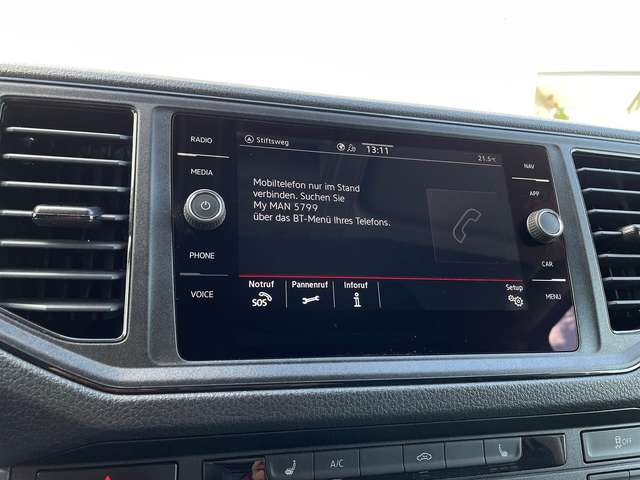 RADIO
MEDIA
PHONE
VOICE
Stiftsweg
13:11
21.5°C
Mobiltelefon nur im Stand
verbinden. Suchen Sie
My MAN 5799
über das BT-Menü Ihres Telefons.
Notruf
SOS
Pannenruf
Inforuf
Setup
NAV
APP
CAR
MENU
A/C
OFF